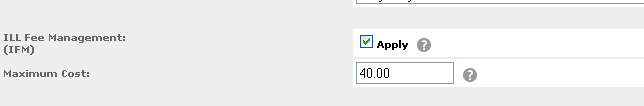 ILL Fee Management: Apply
(IFM)
Maximum Cost: 40.00